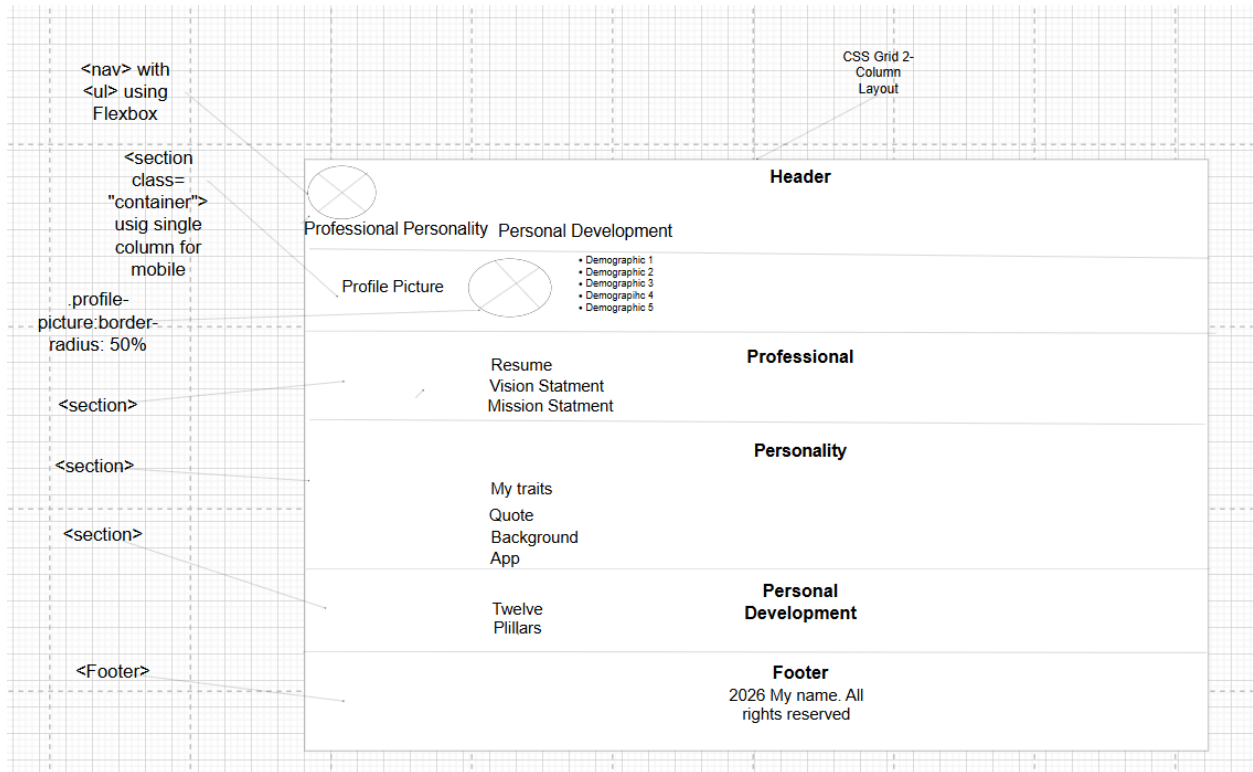 <nav> with
<ul> using
Flexbox
CSS Grid 2-
Column
Layout
<section
class=
"container">
usig single
column for
mobile
Header
Professional Personality Personal Development
Profile Picture
• Demographic 1
• Demographic 2
• Demographic 3
• Demograpihc 4
• Demographic 5
.profile-
picture:border-
radius: 50%
Professional
Resume
Vision Statment
Mission Statment
<section>
Personality
<section>
My traits
Quote
Background
App
<section>
Personal
Development
Twelve
Plillars
<Footer>
Footer
2026 My name. All
rights reserved